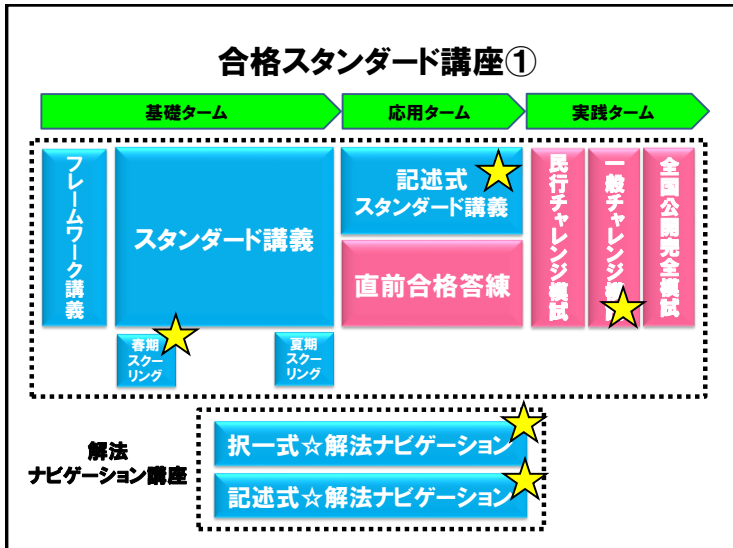 合格スタンダード講座①
基礎ターム
応用ターム
実践ターム
フレームワーク講義
スタンダード講義
記述式
スタンダード講義
直前合格答練
民行チャレンジ模試
一般チャレンジ
全国公開完全模試
春期
スクー
リング
夏期
スクー
リング
解法
ナビゲーション講座
択一式☆解法ナビゲーション
記述式☆解法ナビゲーション